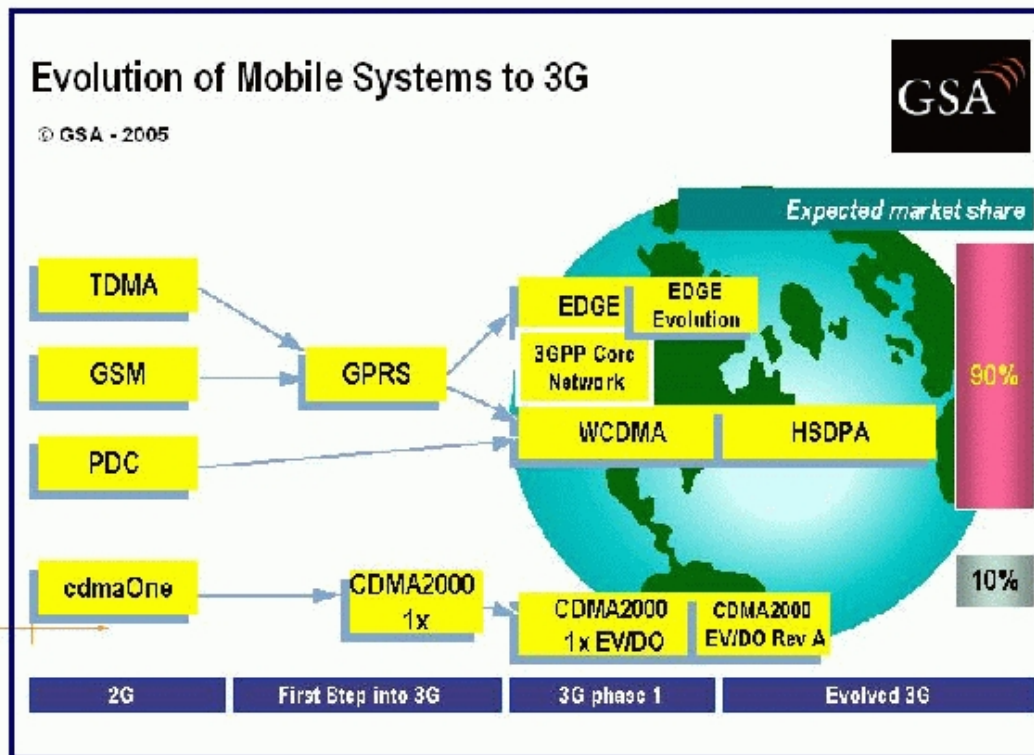 Evolution of Mobile Systems to 3G
© GSA - 2005
GSA
Expected market share
TDMA
GSM
PDC
cdmaOne
GPRS
CDMA2000
1x
EDGE
EDGE
Evolution
3GPP Core
Network
WCDMA
HSDPA
CDMA2000
1x EV/DO
CDMA2000
EV/DO Rev A
90%
10%
2G
First Step into 3G
3G phase 1
Evolved 3G